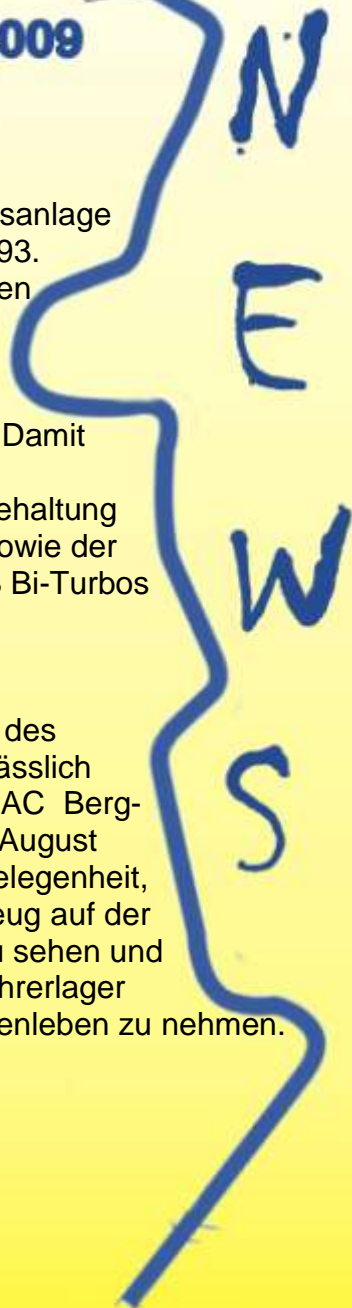 009
sanlage
93.
en
Damit
ehaltung
owie der
Bi-Turbos
des
ässlich
AC Berg-
August
elegenheit,
eug auf der
u sehen und
hrerlager
enleben zu nehmen.
N
E
W
S